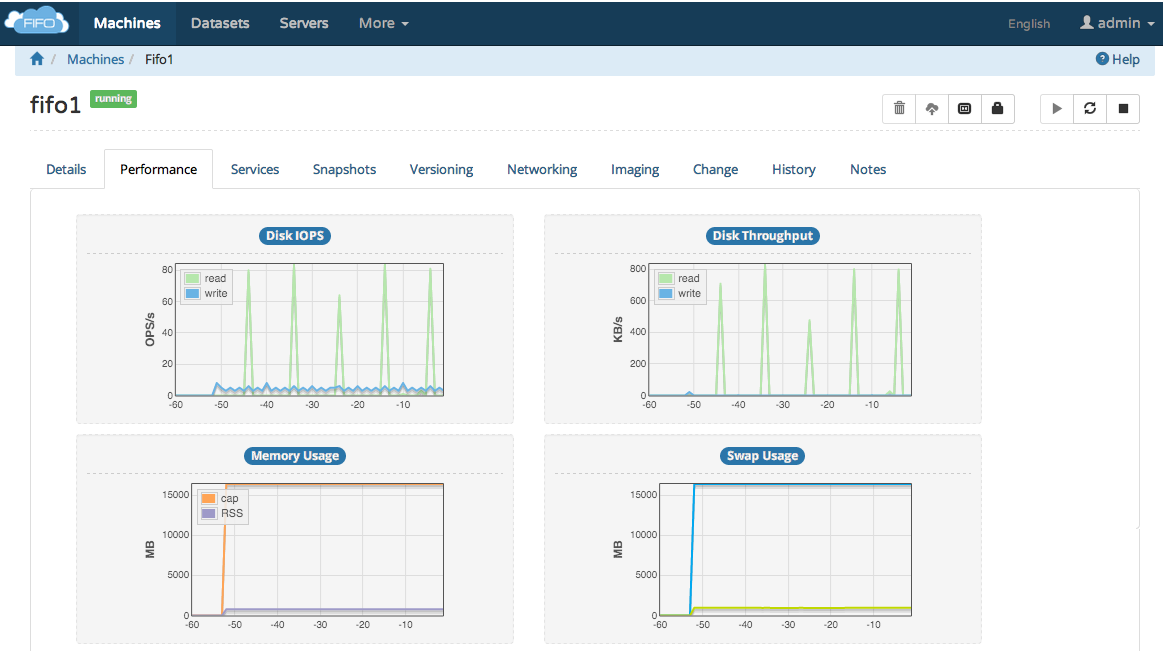 FIFO Machines Datasets Servers More English admin
/ Machines / Fifo1 Help
fifo1 running
Details Performance Services Snapshots Versioning Networking Imaging Change History Notes
Disk IOPS
read
write
OPS/s
80
60
40
20
0
-60 -50 -40 -30 -20 -10
Disk Throughput
read
write
KB/s
800
600
400
200
0
-60 -50 -40 -30 -20 -10
Memory Usage
cap
RSS
MB
15000
10000
5000
0
-60 -50 -40 -30 -20 -10
Swap Usage
MB
15000
10000
5000
0
-60 -50 -40 -30 -20 -10